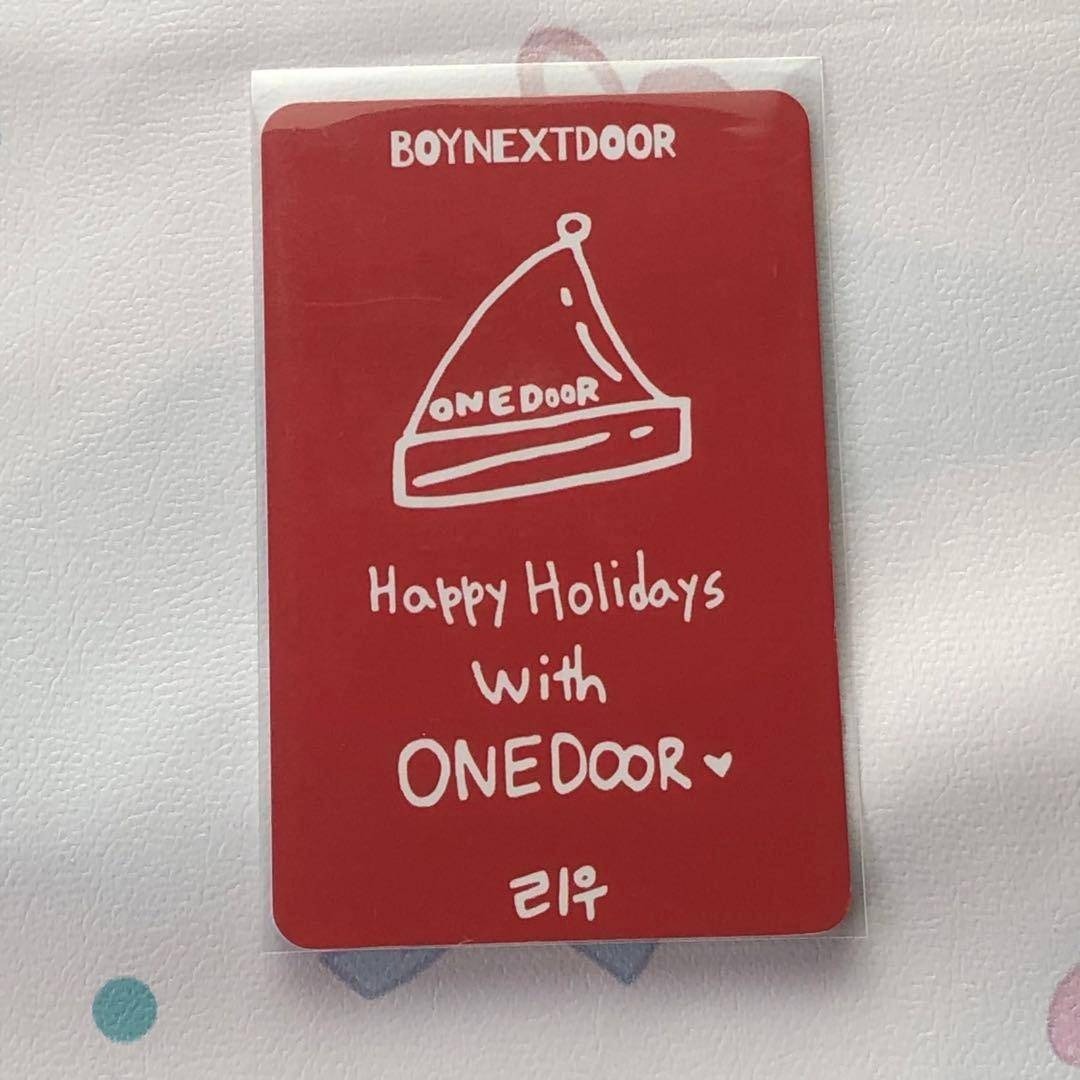 BOYNEXTDOOR
ONEDOOR
Happy Holidays
with
ONEDOOR♥
리우